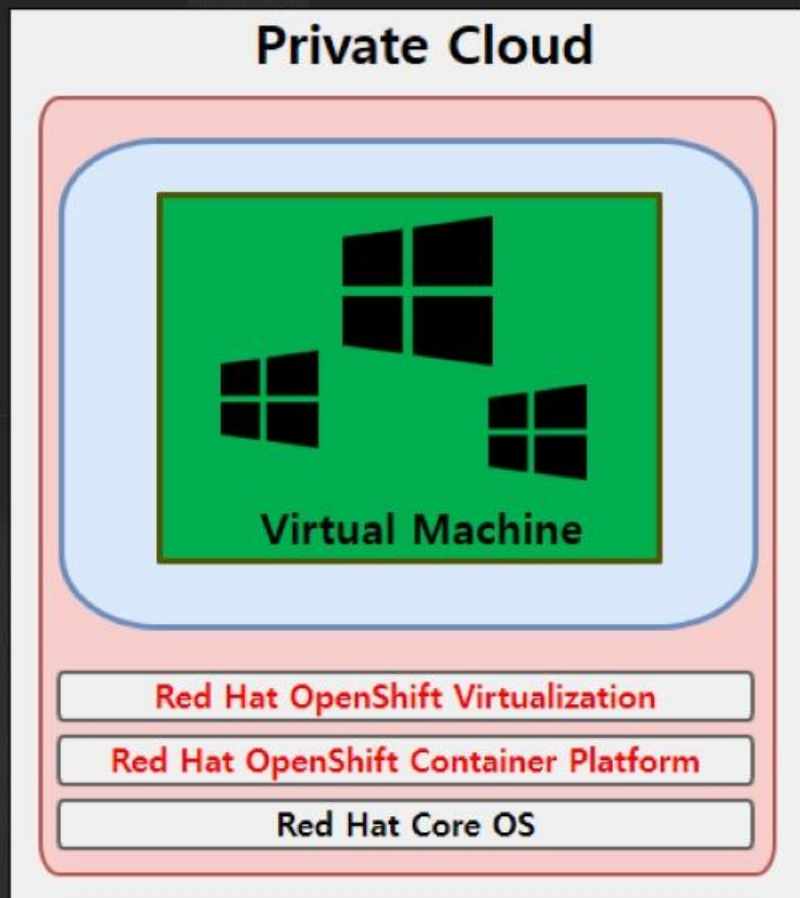 Private Cloud
Virtual Machine
Red Hat OpenShift Virtualization
Red Hat OpenShift Container Platform
Red Hat Core OS